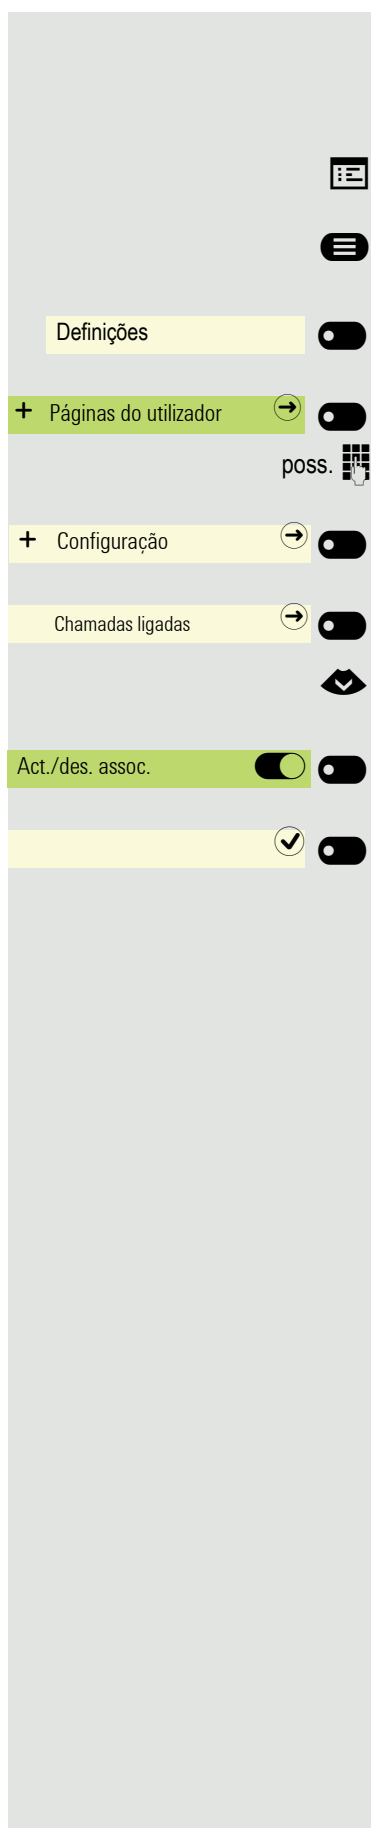 Definições
+ Páginas do utilizador
poss.
+ Configuração
Chamadas ligadas
Act./des. assoc.